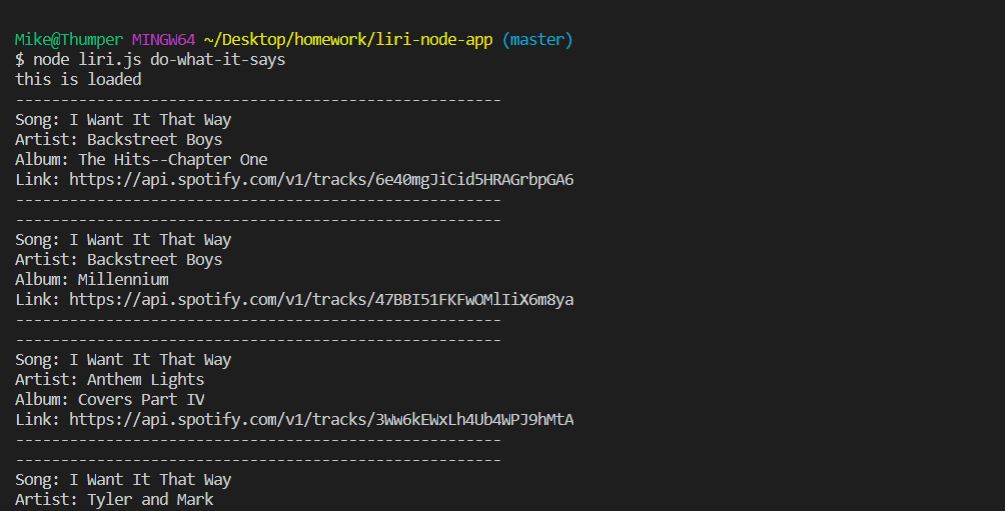 Mike@Thumper MINGW64 ~/Desktop/homework/liri-node-app (master)
$ node liri.js do-what-it-says
this is loaded
------------------------------------------------------
Song: I Want It That Way
Artist: Backstreet Boys
Album: The Hits--Chapter One
Link: https://api.spotify.com/v1/tracks/6e40mgJiCid5HRAGrbpGA6
------------------------------------------------------
------------------------------------------------------
Song: I Want It That Way
Artist: Backstreet Boys
Album: Millennium
Link: https://api.spotify.com/v1/tracks/47BBI51FKFwOMlIiX6m8ya
------------------------------------------------------
------------------------------------------------------
Song: I Want It That Way
Artist: Anthem Lights
Album: Covers Part IV
Link: https://api.spotify.com/v1/tracks/3Ww6kEWxLh4Ub4WPJ9hMtA
------------------------------------------------------
------------------------------------------------------
Song: I Want It That Way
Artist: Tyler and Mark